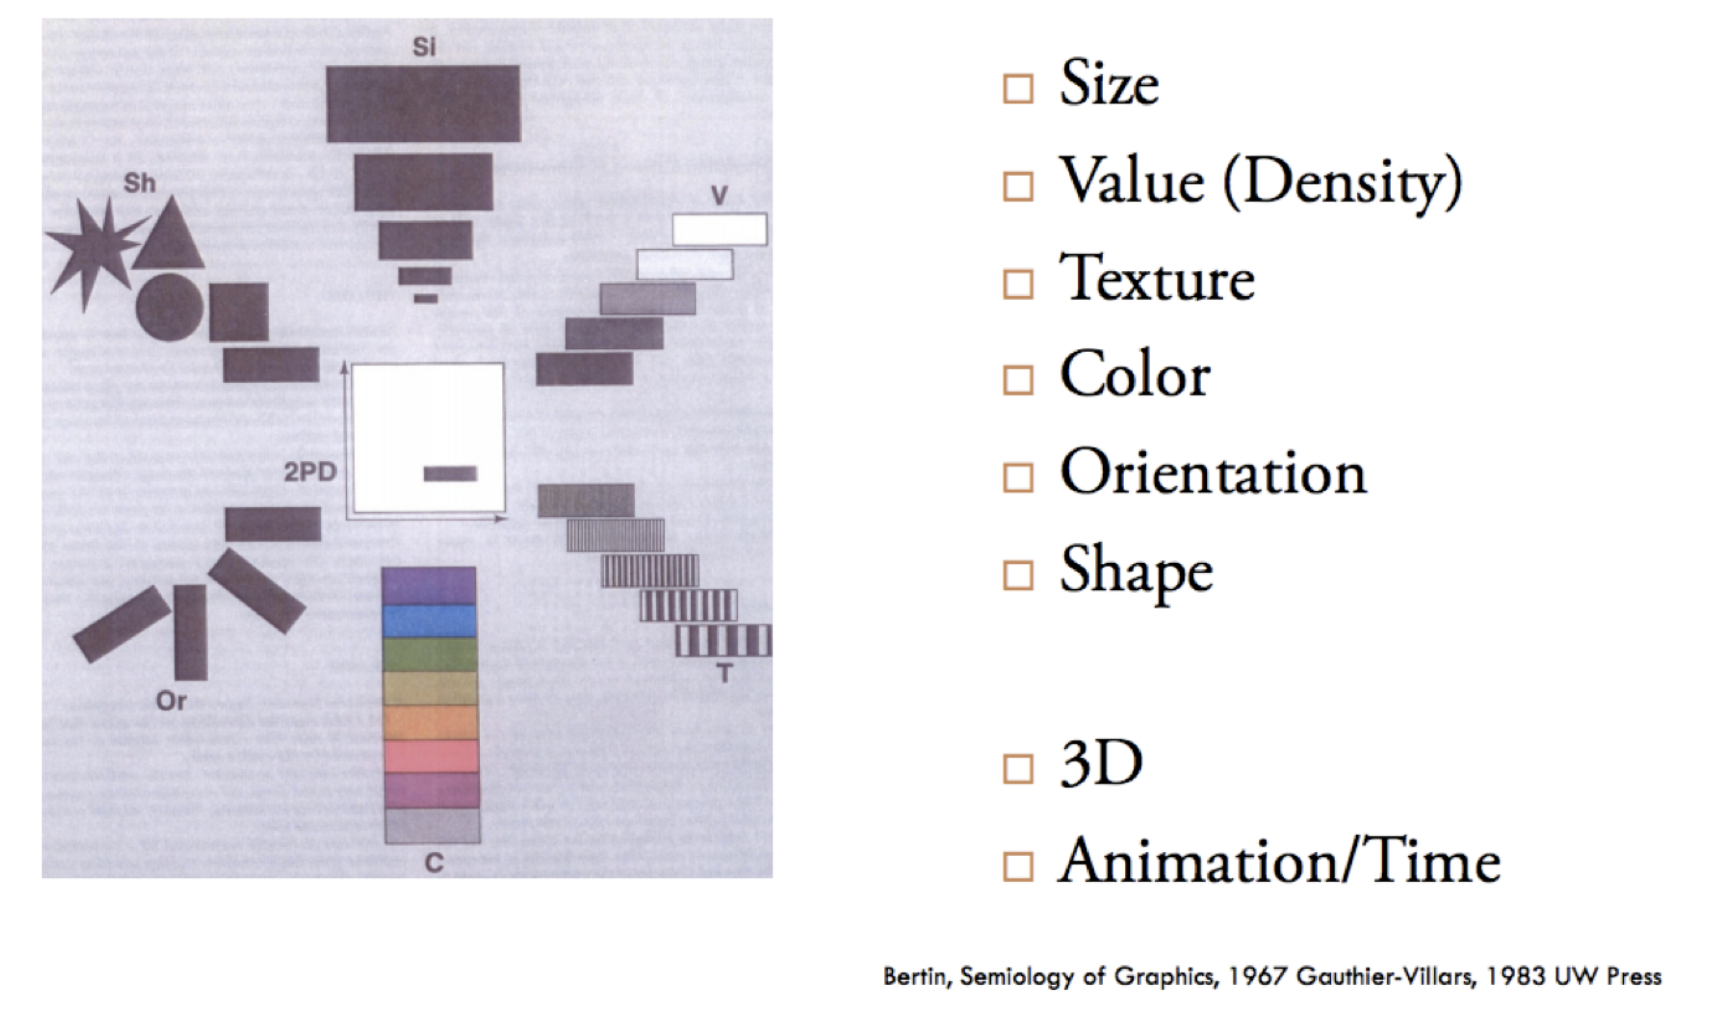 Si
Sh
V
2PD
T
Or
C
Size
Value (Density)
Texture
Color
Orientation
Shape
3D
Animation/Time
Bertin, Semiology of Graphics, 1967 Gauthier-Villars, 1983 UW Press